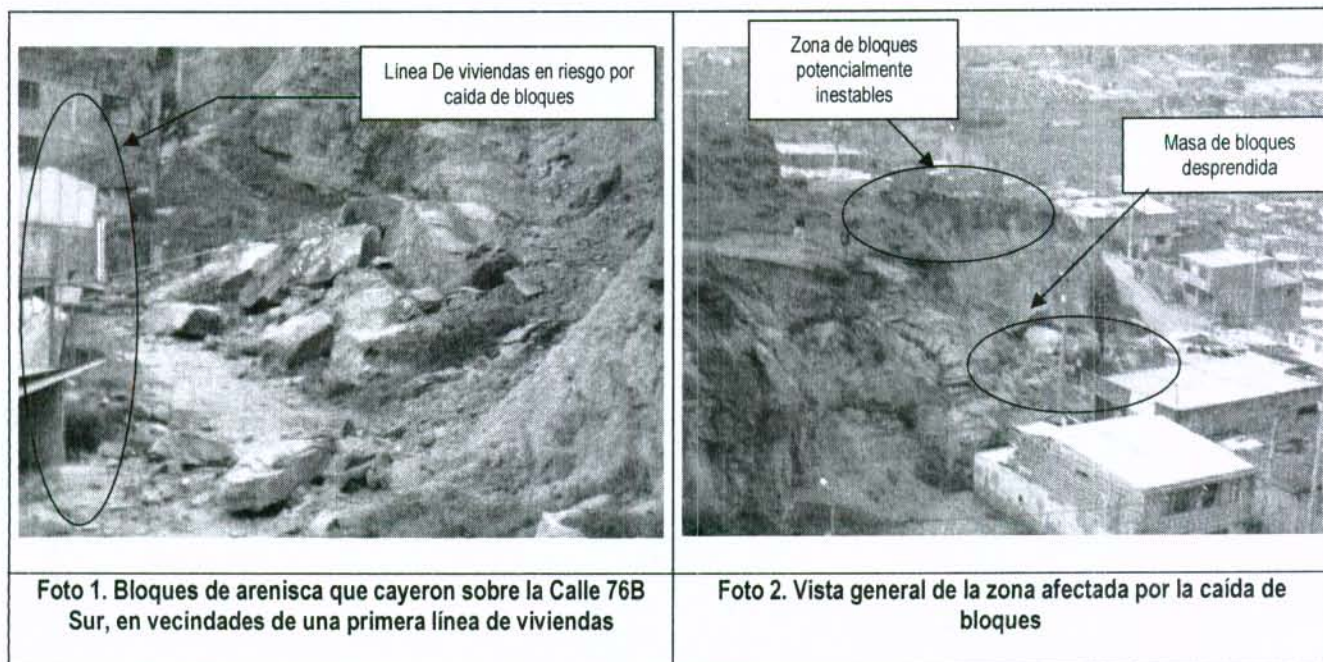 Línea De viviendas en riesgo por
caída de bloques
Foto 1. Bloques de arenisca que cayeron sobre la Calle 76B
Sur, en vecindades de una primera línea de viviendas
Zona de bloques
potencialmente
inestables
Masa de bloques
desprendida
Foto 2. Vista general de la zona afectada por la caída de
bloques